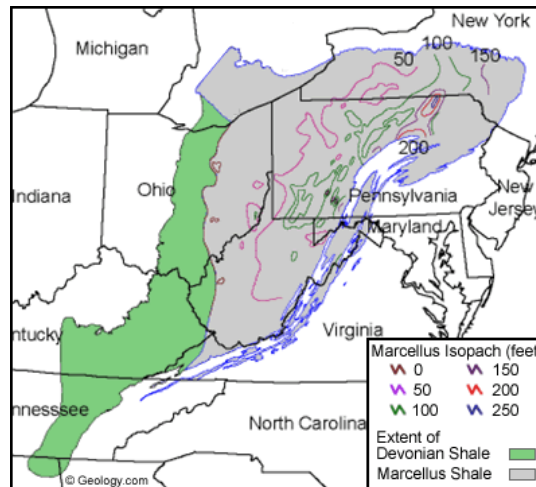 New York
Michigan
100
50
150
200
Ohio
Indiana
Pennsylvania
New
Jersey
Maryland
Virginia
ntucky
nnesssee
North Carolina
Marcellus Isopach (feet)
0 150
50 200
100 250
Extent of
Devonian Shale
Marcellus Shale
© Geology.com